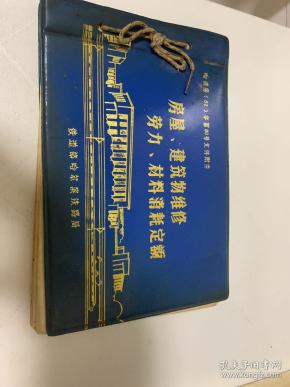 房屋、建筑物维修
劳力、材料消耗定额
铁道部哈尔滨铁路局
孔夫子旧书网